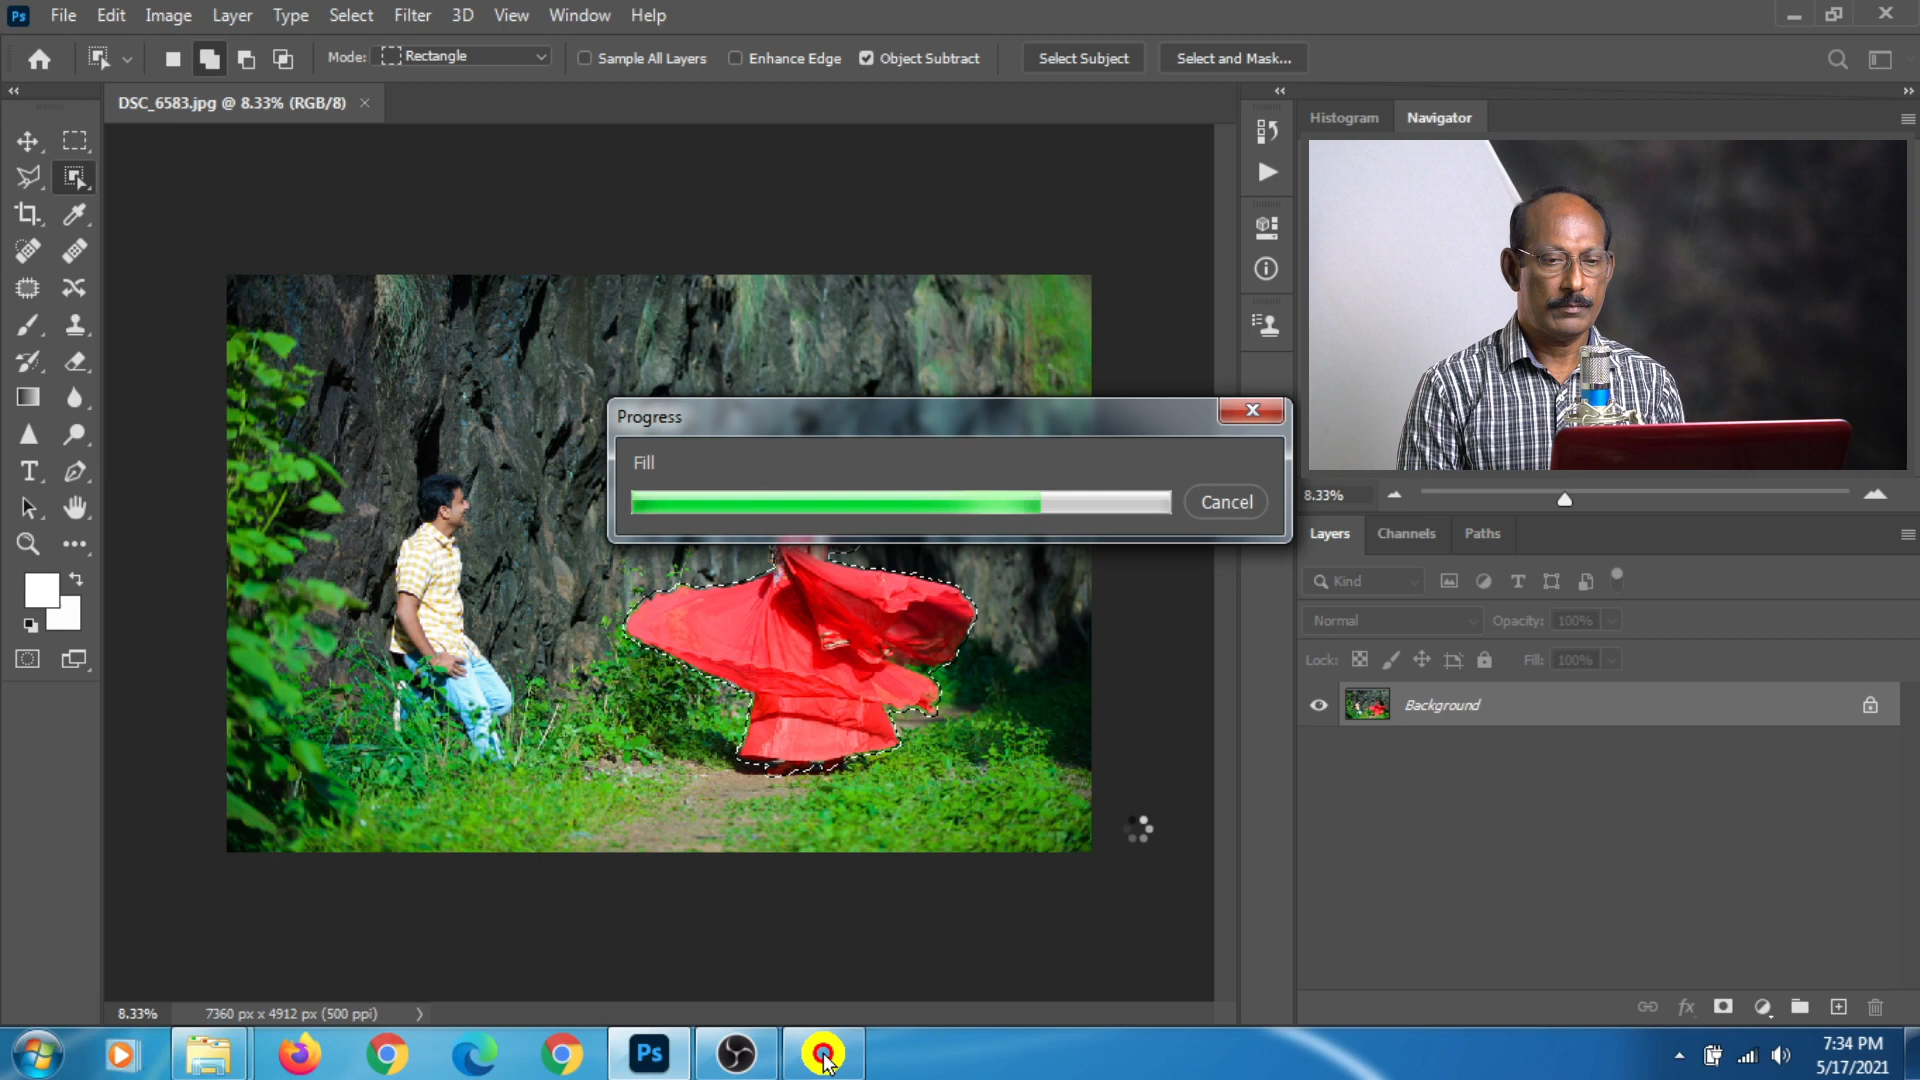 Ps File Edit Image Layer Type Select Filter 3D View Window Help
Mode: Rectangle Sample All Layers Enhance Edge Object Subtract Select Subject Select and Mask...
DSC_6583.jpg @ 8.33% (RGB/8)
Histogram Navigator
Progress
Fill
Cancel
8.33%
Layers Channels Paths
Kind
Normal Opacity: 100%
Lock: Fill: 100%
Background
fx
8.33% 7360 px x 4912 px (500 ppi)
Ps
7:34 PM
5/17/2021